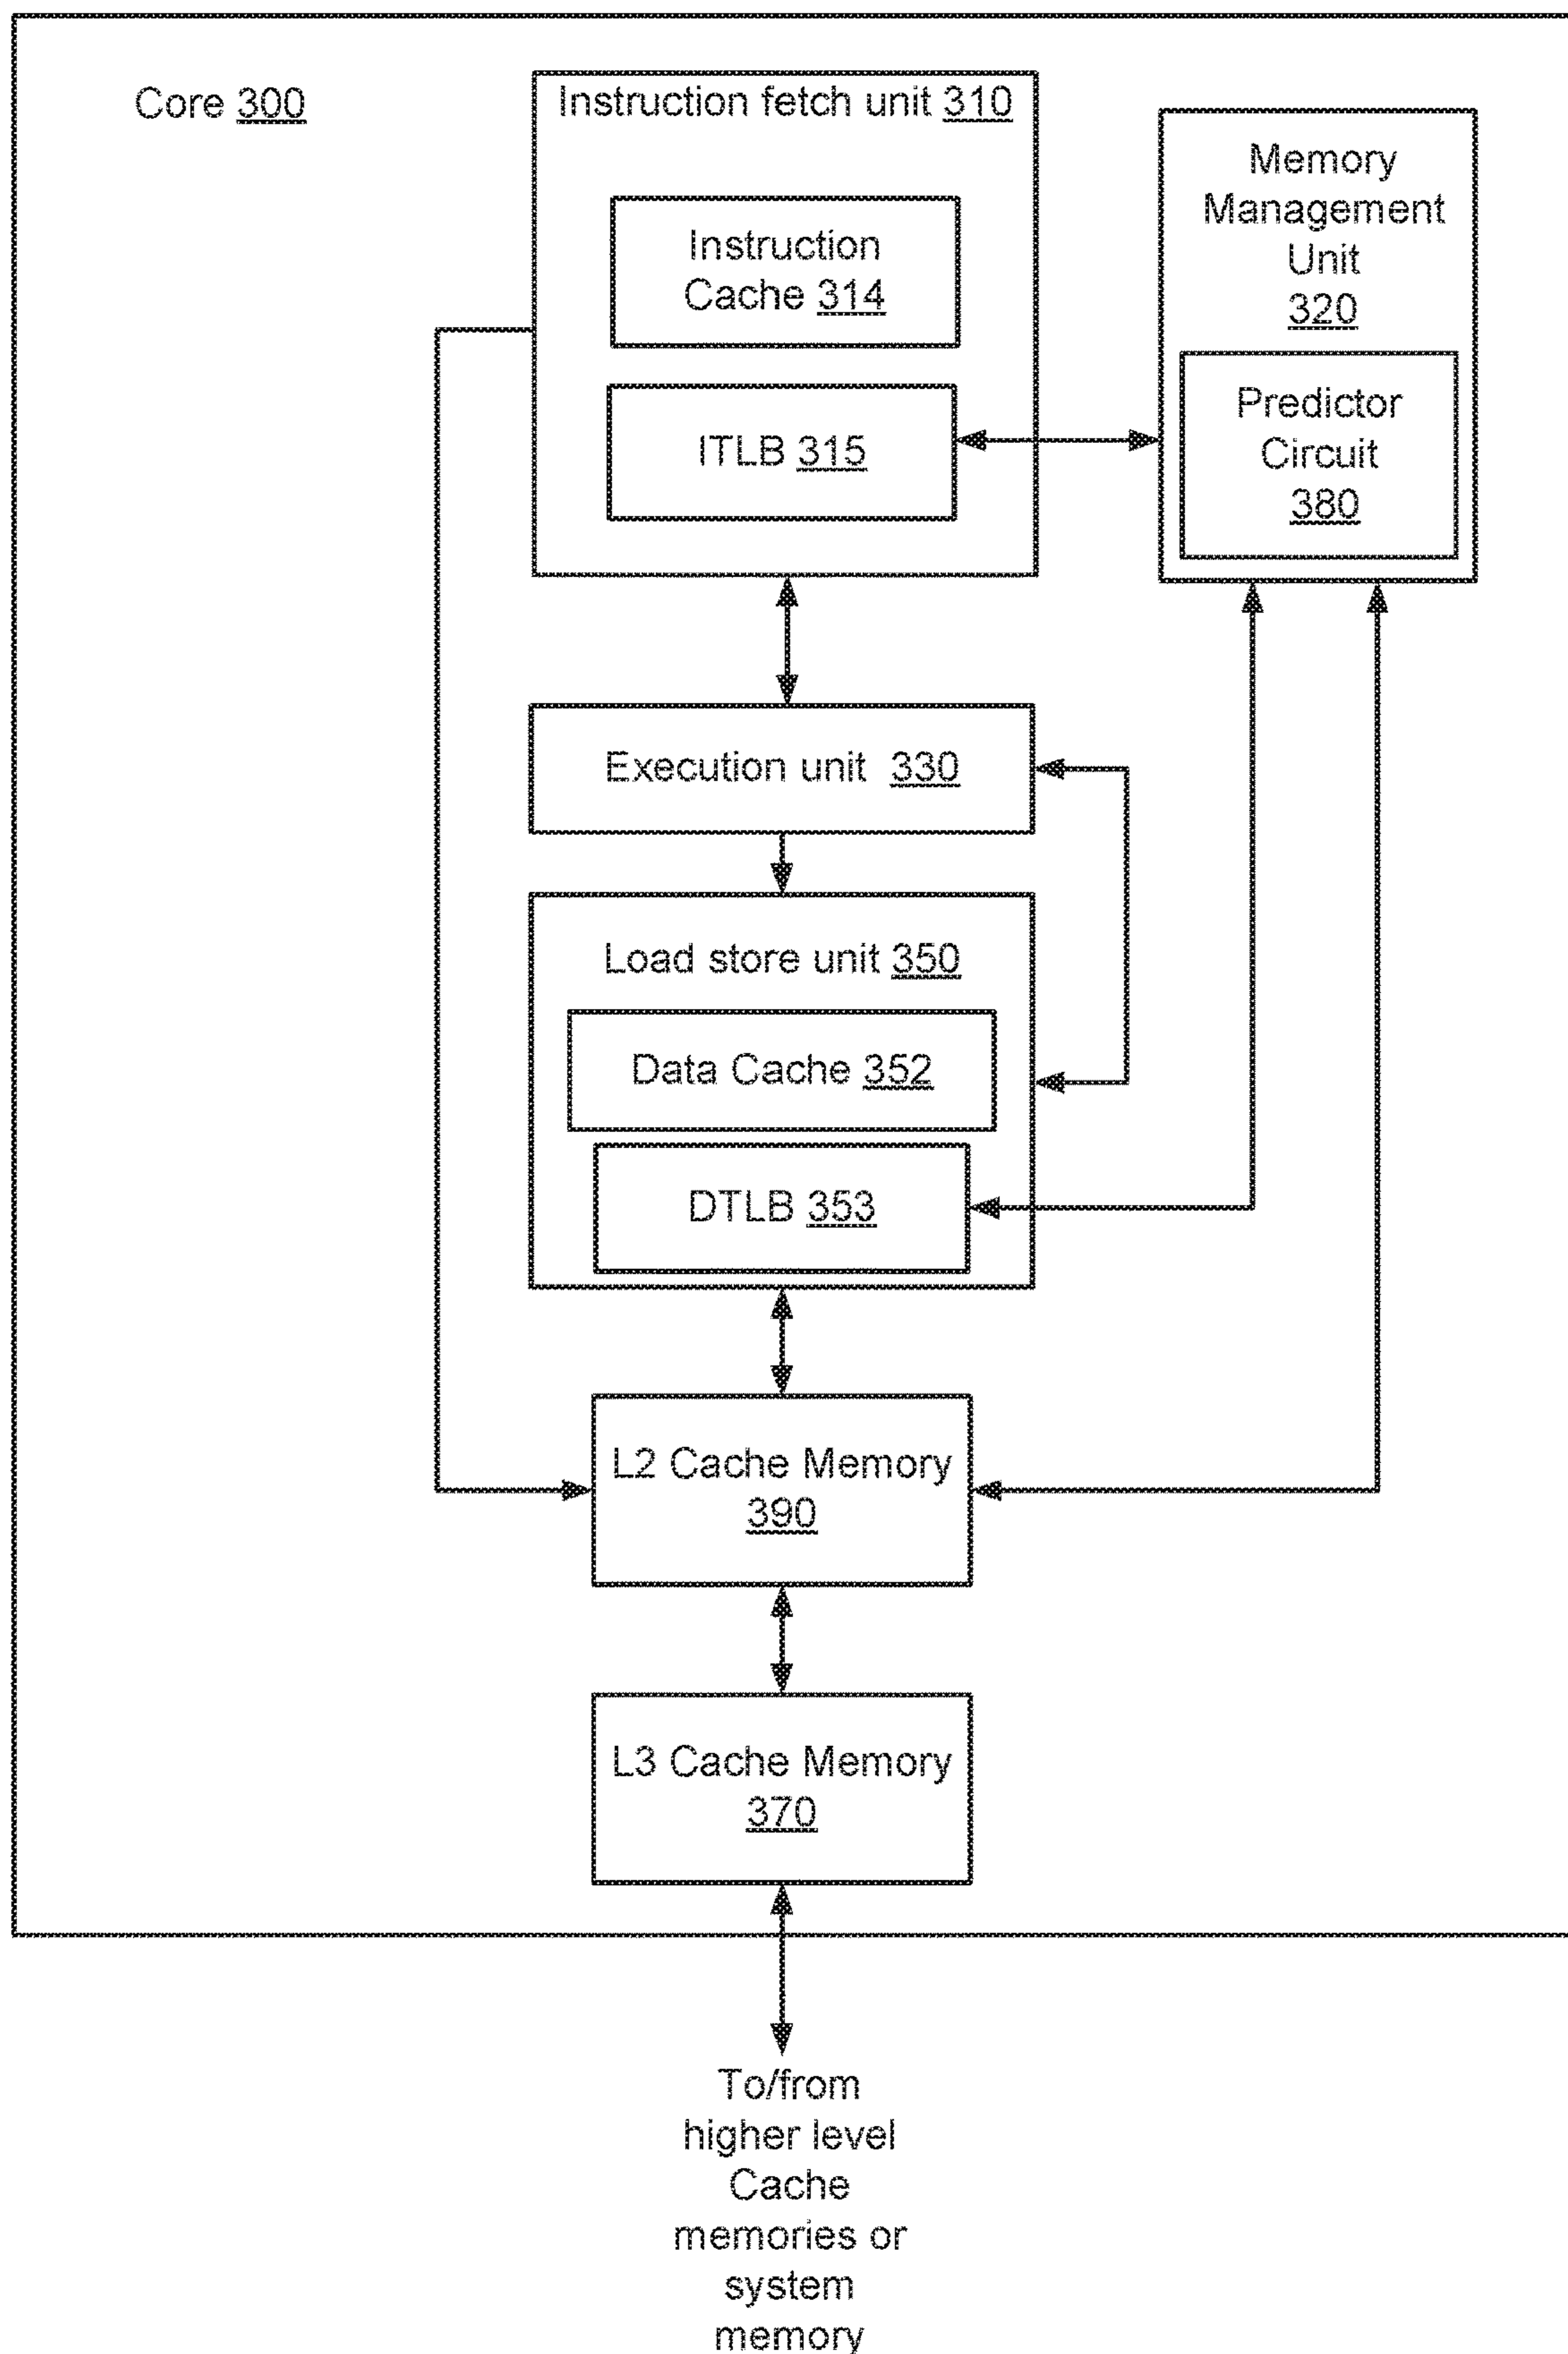 Core 300
Instruction fetch unit 310
Instruction
Cache 314
ITLB 315
Memory
Management
Unit
320
Predictor
Circuit
380
Execution unit 330
Load store unit 350
Data Cache 352
DTLB 353
L2 Cache Memory
390
L3 Cache Memory
370
To/from
higher level
Cache
memories or
system
memory